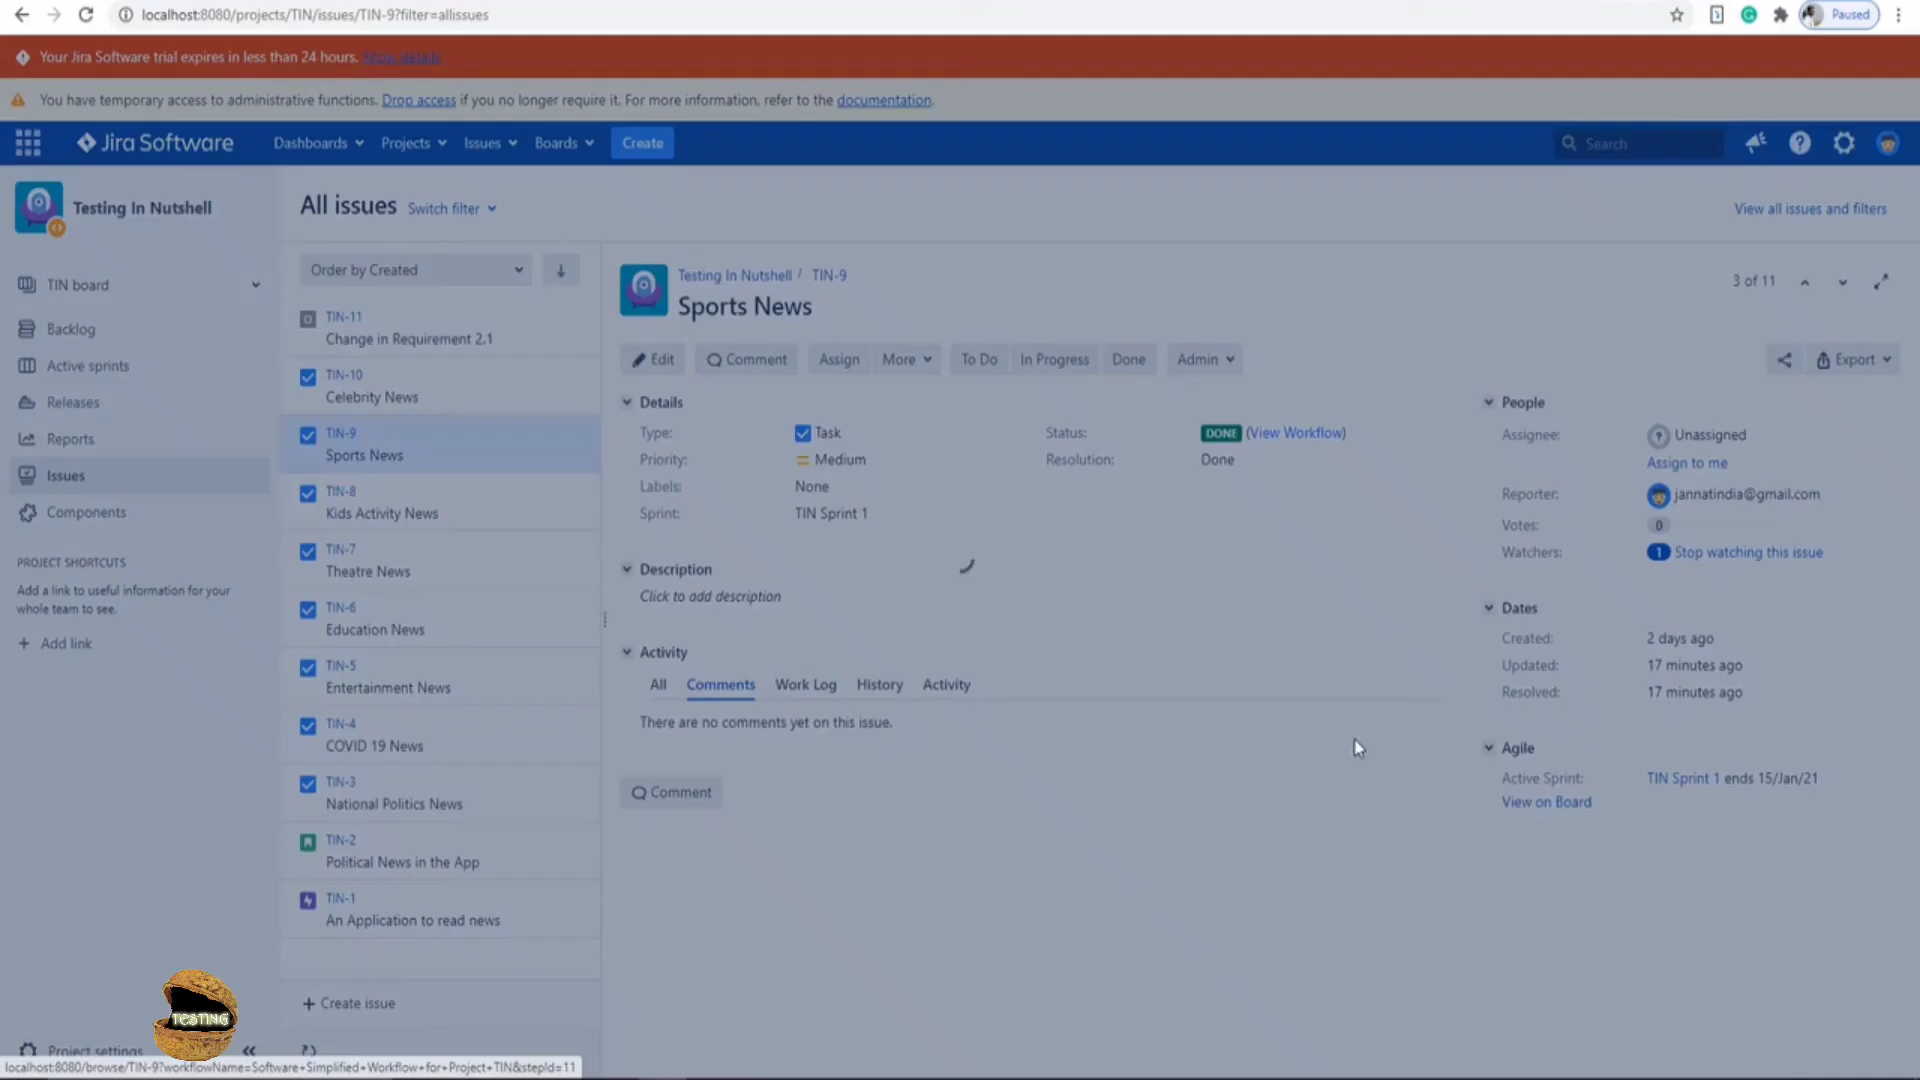 localhost:8080/projects/TIN/issues/TIN-9?filter=allissues
Paused
Your Jira Software trial expires in less than 24 hours. Show details
You have temporary access to administrative functions. Drop access if you no longer require it. For more information, refer to the documentation.
Jira Software Dashboards Projects Issues Boards Create Search
Testing In Nutshell
TIN board
Backlog
Active sprints
Releases
Reports
Issues
Components
PROJECT SHORTCUTS
Add a link to useful information for your
whole team to see.
+ Add link
Project settings
All issues Switch filter
View all issues and filters
Order by Created
TIN-11
Change in Requirement 2.1
TIN-10
Celebrity News
TIN-9
Sports News
TIN-8
Kids Activity News
TIN-7
Theatre News
TIN-6
Education News
TIN-5
Entertainment News
TIN-4
COVID 19 News
TIN-3
National Politics News
TIN-2
Political News in the App
TIN-1
An Application to read news
+ Create issue
Testing In Nutshell / TIN-9
Sports News
3 of 11
Edit Comment Assign More To Do In Progress Done Admin Export
Details
Type: Task
Status: DONE (View Workflow)
Priority: Medium
Resolution: Done
Labels: None
Sprint: TIN Sprint 1
Description
Click to add description
Activity
All Comments Work Log History Activity
There are no comments yet on this issue.
Comment
People
Assignee: Unassigned
Assign to me
Reporter: jannatindia@gmail.com
Votes: 0
Watchers: 1 Stop watching this issue
Dates
Created: 2 days ago
Updated: 17 minutes ago
Resolved: 17 minutes ago
Agile
Active Sprint: TIN Sprint 1 ends 15/Jan/21
View on Board
TESTING
localhost:8080/browse/TIN-9?workflowName=Software+Simplified+Workflow+for+Project+TIN&stepId=11